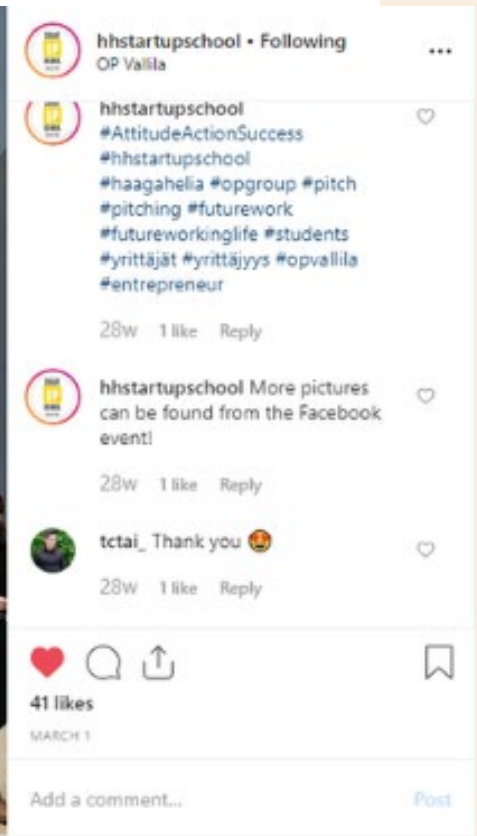 hhstartupschool • Following
OP Vallila
hhstartupschool
#AttitudeActionSuccess
#hhstartupschool
#haagahelia #opgroup #pitch
#pitching #futurework
#futureworkinglife #students
#yrittäjät #yrittäjyys #opvallila
#entrepreneur
28w 1 like Reply
hhstartupschool More pictures
can be found from the Facebook
event!
28w 1 like Reply
tctai_ Thank you 🤩
28w 1 like Reply
41 likes
MARCH 1
Add a comment... Post